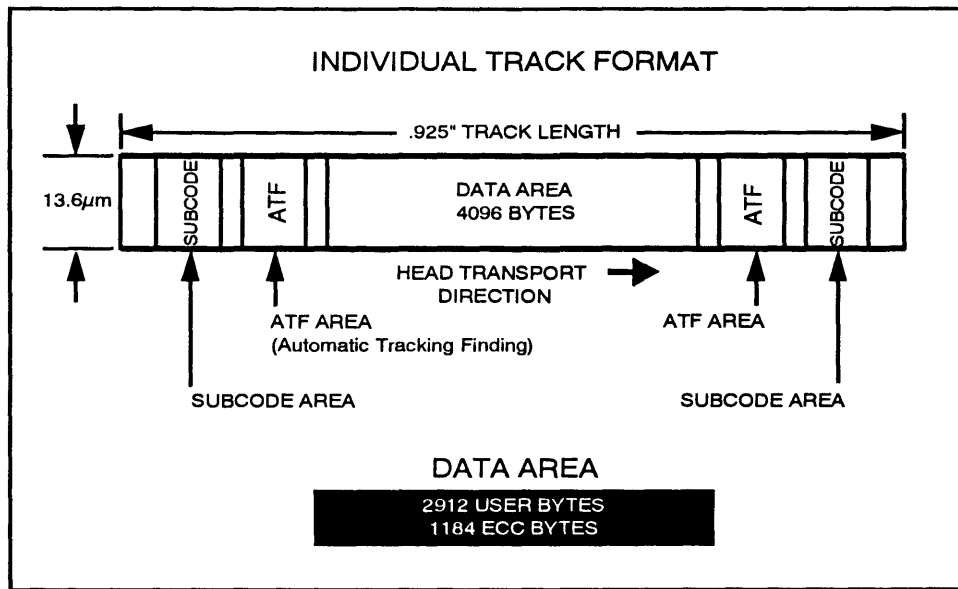 INDIVIDUAL TRACK FORMAT
.925" TRACK LENGTH
13.6µm
SUBCODE
ATF
DATA AREA
4096 BYTES
ATF
SUBCODE
HEAD TRANSPORT
DIRECTION
ATF AREA
(Automatic Tracking Finding)
ATF AREA
SUBCODE AREA
SUBCODE AREA
DATA AREA
2912 USER BYTES
1184 ECC BYTES